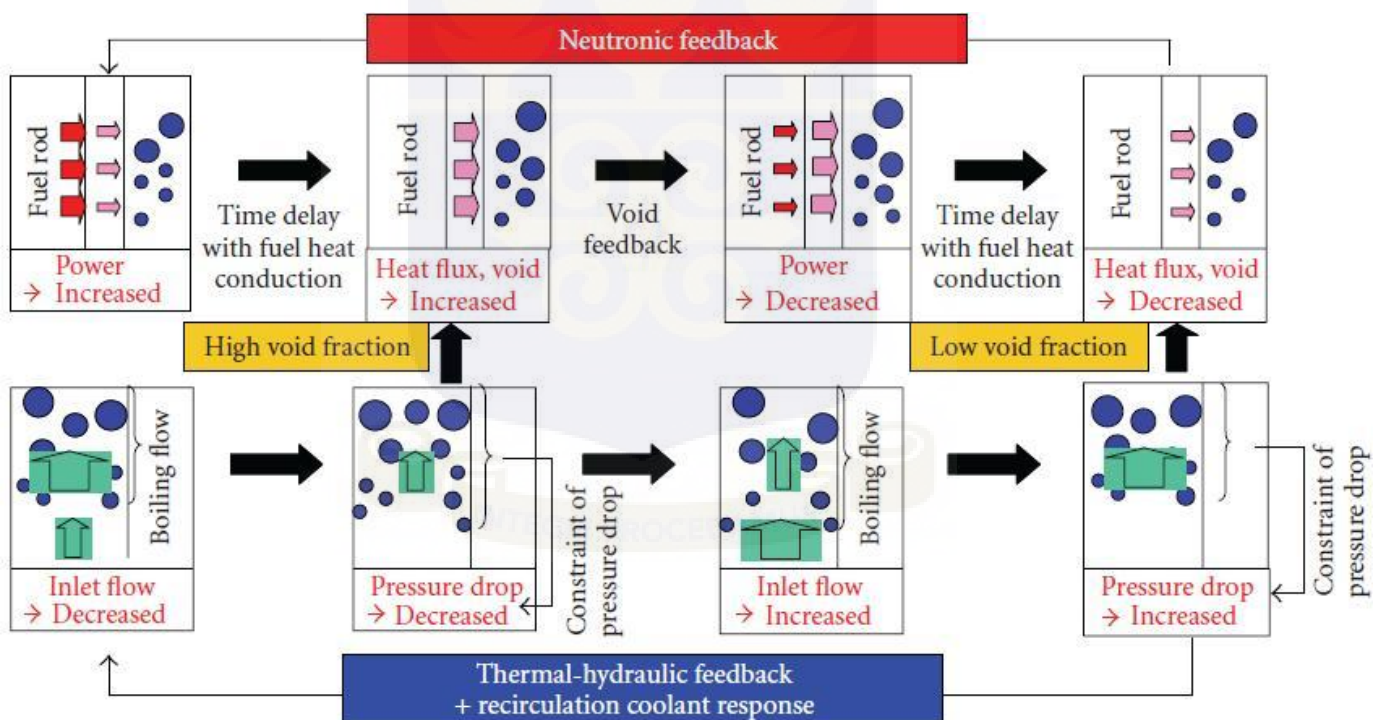 Neutronic feedback
Fuel rod
Power
→ Increased
Time delay
with fuel heat
conduction
Fuel rod
Heat flux, void
→ Increased
Void
feedback
Fuel rod
Power
→ Decreased
Time delay
with fuel heat
conduction
Fuel rod
Heat flux, void
→ Decreased
High void fraction
Low void fraction
Boiling flow
Inlet flow
→ Decreased
Pressure drop
→ Decreased
Constraint of
pressure drop
Boiling flow
Inlet flow
→ Increased
Pressure drop
→ Increased
Constraint of
pressure drop
Thermal-hydraulic feedback
+ recirculation coolant response